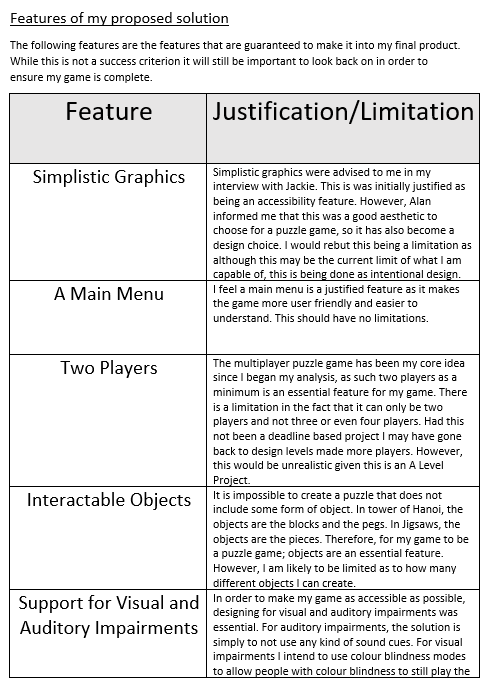 Features of my proposed solution
The following features are the features that are guaranteed to make it into my final product.
While this is not a success criterion it will still be important to look back on in order to
ensure my game is complete.
Feature
Justification/Limitation
Simplistic Graphics
Simplistic graphics were advised to me in my
interview with Jackie. This was initially justified as
being an accessibility feature. However, Alan
informed me that this was a good aesthetic to
choose for a puzzle game, so it has also become a
design choice. I would rebut this being a limitation as
although this may be the current limit of what I am
capable of, this is being done as intentional design.
A Main Menu
I feel a main menu is a justified feature as it makes
the game more user friendly and easier to
understand. This should have no limitations.
Two Players
The multiplayer puzzle game has been my core idea
since I began my analysis, as such two players as a
minimum is an essential feature for my game. There
is a limitation in the fact that it can only be two
players and not three or even four players. Had this
not been a deadline based project I may have gone
back to design levels made more players. However,
this would be unrealistic given this is an A Level
Project.
Interactable Objects
It is impossible to create a puzzle that does not
include some form of object. In tower of Hanoi, the
objects are the blocks and the pegs. In Jigsaws, the
objects are the pieces. Therefore, for my game to be
a puzzle game; objects are an essential feature.
However, I am likely to be limited as to how many
different objects I can create.
Support for Visual and
Auditory Impairments
In order to make my game as accessible as possible,
designing for visual and auditory impairments was
essential. For auditory impairments, the solution is
simply to not use any kind of sound cues. For visual
impairments I intend to use colour blindness modes
to allow people with colour blindness to still play the